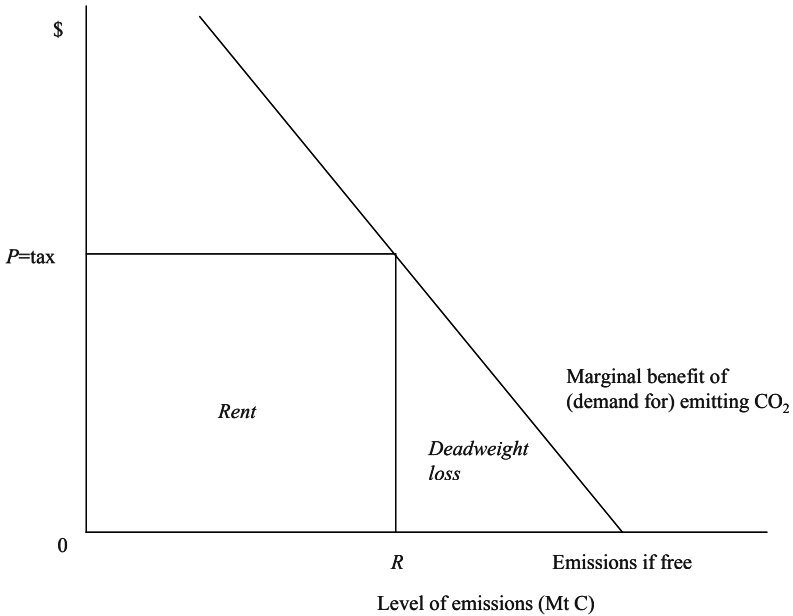 $
P=tax
Rent
Marginal benefit of
(demand for) emitting CO₂
Deadweight
loss
0
R
Emissions if free
Level of emissions (Mt C)